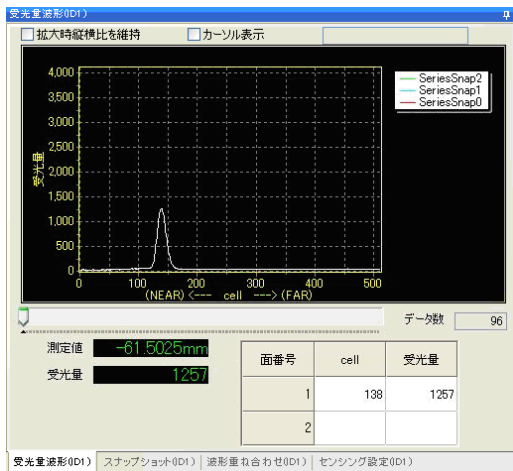 受光量波形(ID1)
拡大時縦横比を維持
カーソル表示
4,000
3,500
3,000
2,500
2,000
1,500
1,000
500
0
受光量
0 100 200 300 400 500
(NEAR) <--- cell ---> (FAR)
SeriesSnap2
SeriesSnap1
SeriesSnap0
データ数 96
測定値 -61.5025mm
受光量 1257
面番号 cell 受光量
1 138 1257
2
受光量波形(ID1) スナップショット(ID1) 波形重ね合わせ(ID1) センシング設定(ID1)